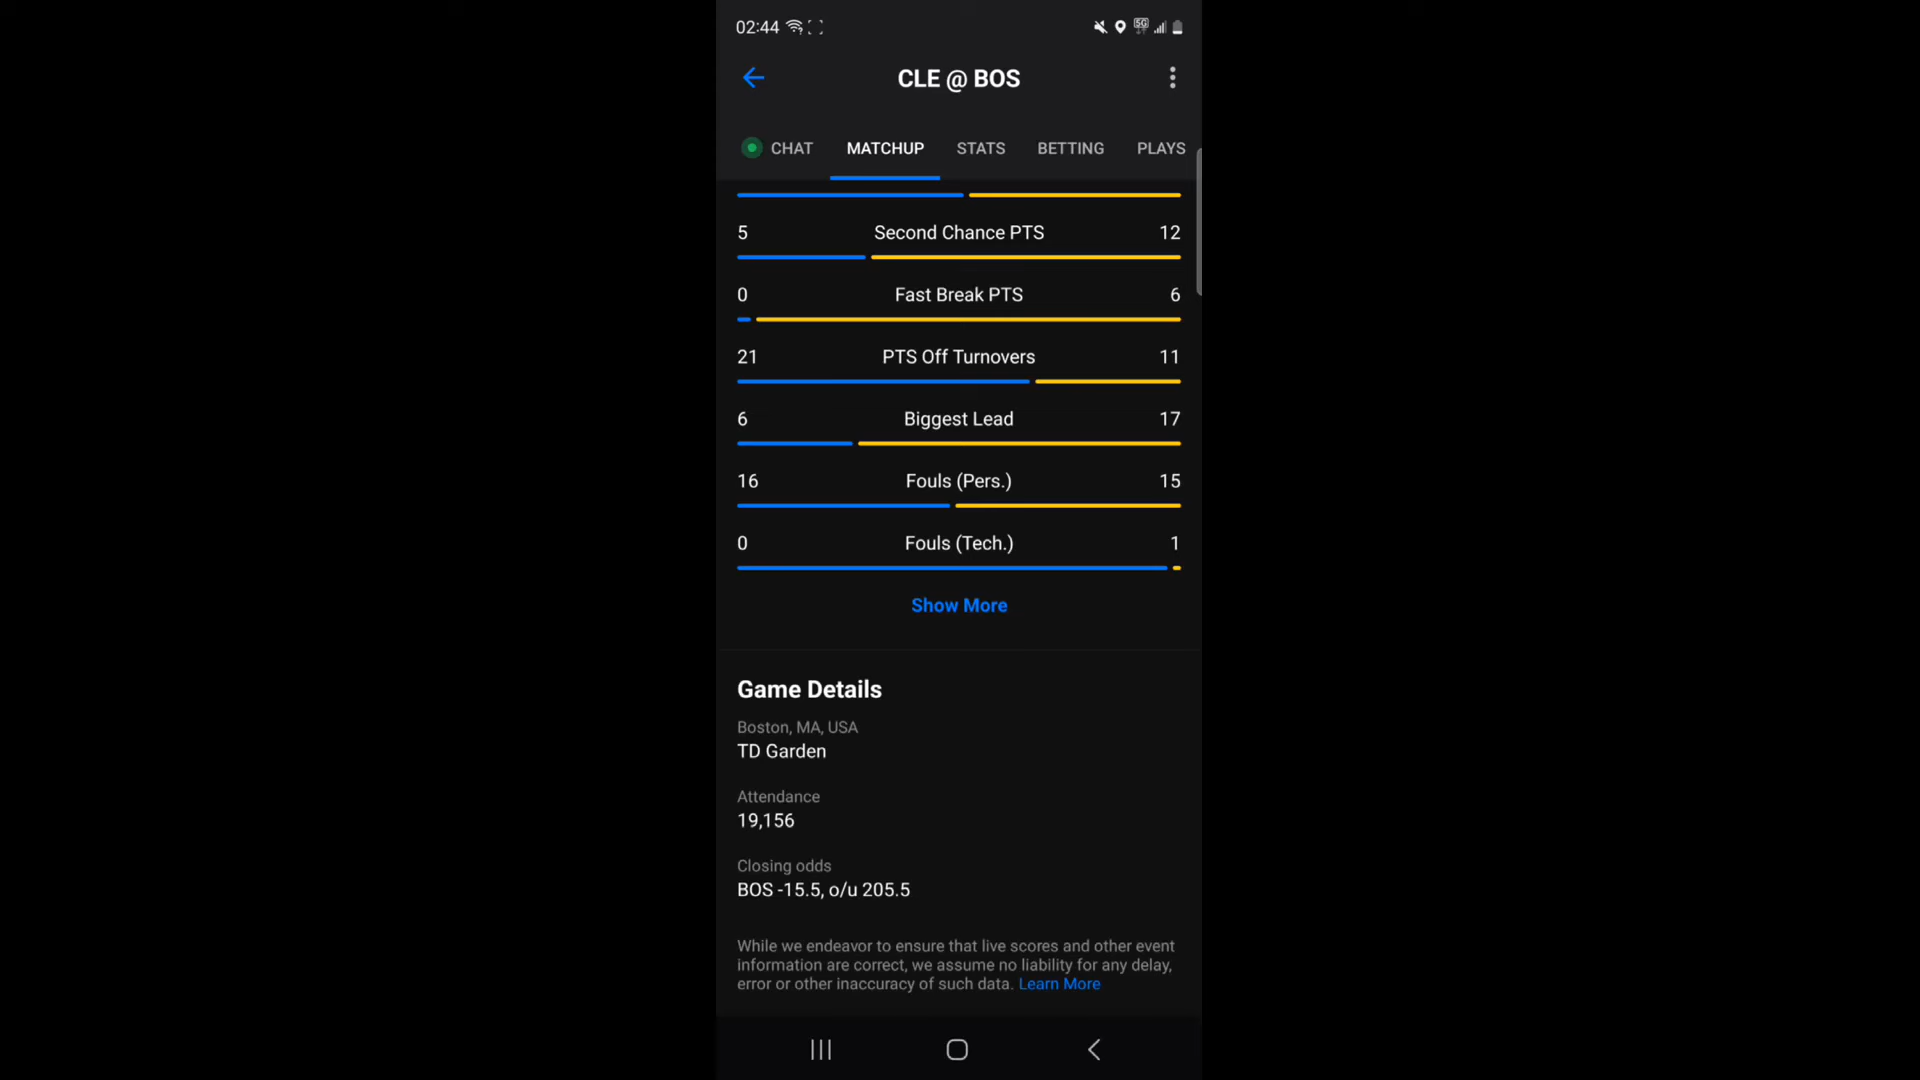 02:44
5G
CLE @ BOS
CHAT MATCHUP STATS BETTING PLAYS
5 Second Chance PTS 12
0 Fast Break PTS 6
21 PTS Off Turnovers 11
6 Biggest Lead 17
16 Fouls (Pers.) 15
0 Fouls (Tech.) 1
Show More
Game Details
Boston, MA, USA
TD Garden
Attendance
19,156
Closing odds
BOS -15.5, o/u 205.5
While we endeavor to ensure that live scores and other event
information are correct, we assume no liability for any delay,
error or other inaccuracy of such data. Learn More